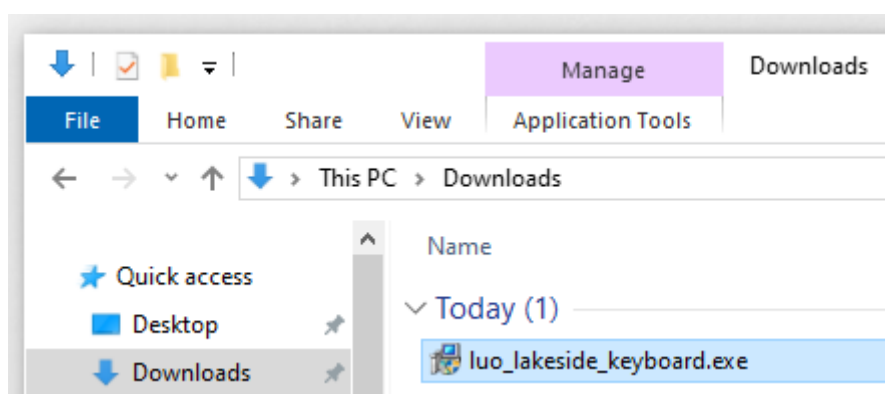 Manage Downloads
File Home Share View Application Tools
This PC > Downloads
Name
Quick access
Today (1)
Desktop
luo_lakeside_keyboard.exe
Downloads